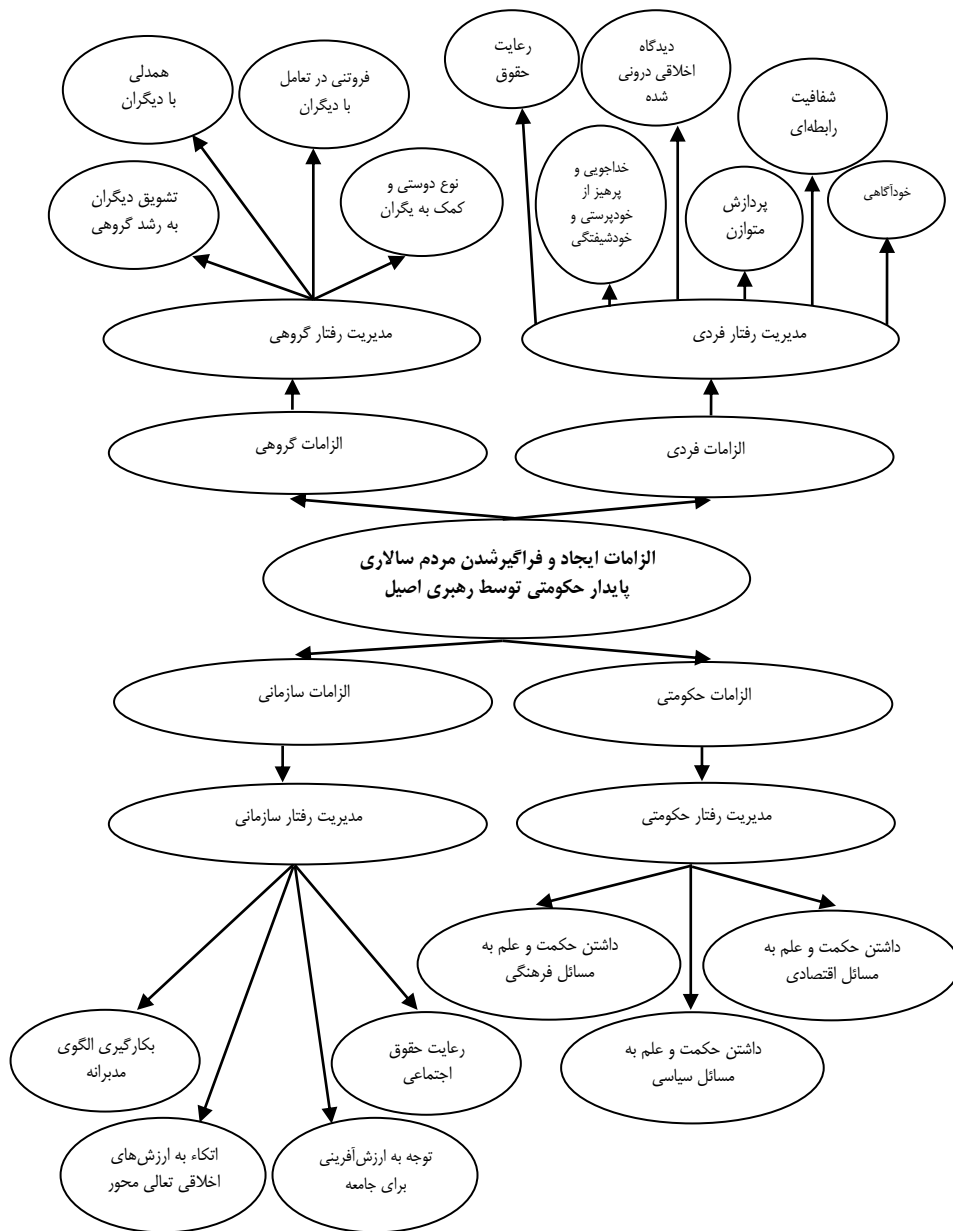 رعایت
حقوق
دیدگاه
اخلاقی درونی
شده
شفافیت
رابطه‌ای
خودآگاهی
خداجویی و
پرهیز از
خودپرستی و
خودشیفتگی
پردازش
متوازن
همدلی
با دیگران
فروتنی در تعامل
با دیگران
تشویق دیگران
به رشد گروهی
نوع دوستی و
کمک به یگران
مدیریت رفتار فردی
مدیریت رفتار گروهی
الزامات فردی
الزامات گروهی
الزامات ایجاد و فراگیرشدن مردم سالاری
پایدار حکومتی توسط رهبری اصیل
الزامات حکومتی
الزامات سازمانی
مدیریت رفتار حکومتی
مدیریت رفتار سازمانی
داشتن حکمت و علم به
مسائل اقتصادی
داشتن حکمت و علم به
مسائل فرهنگی
داشتن حکمت و علم به
مسائل سیاسی
رعایت حقوق
اجتماعی
بکارگیری الگوی
مدبرانه
توجه به ارزش‌آفرینی
برای جامعه
اتکاء به ارزش‌های
اخلاقی تعالی محور